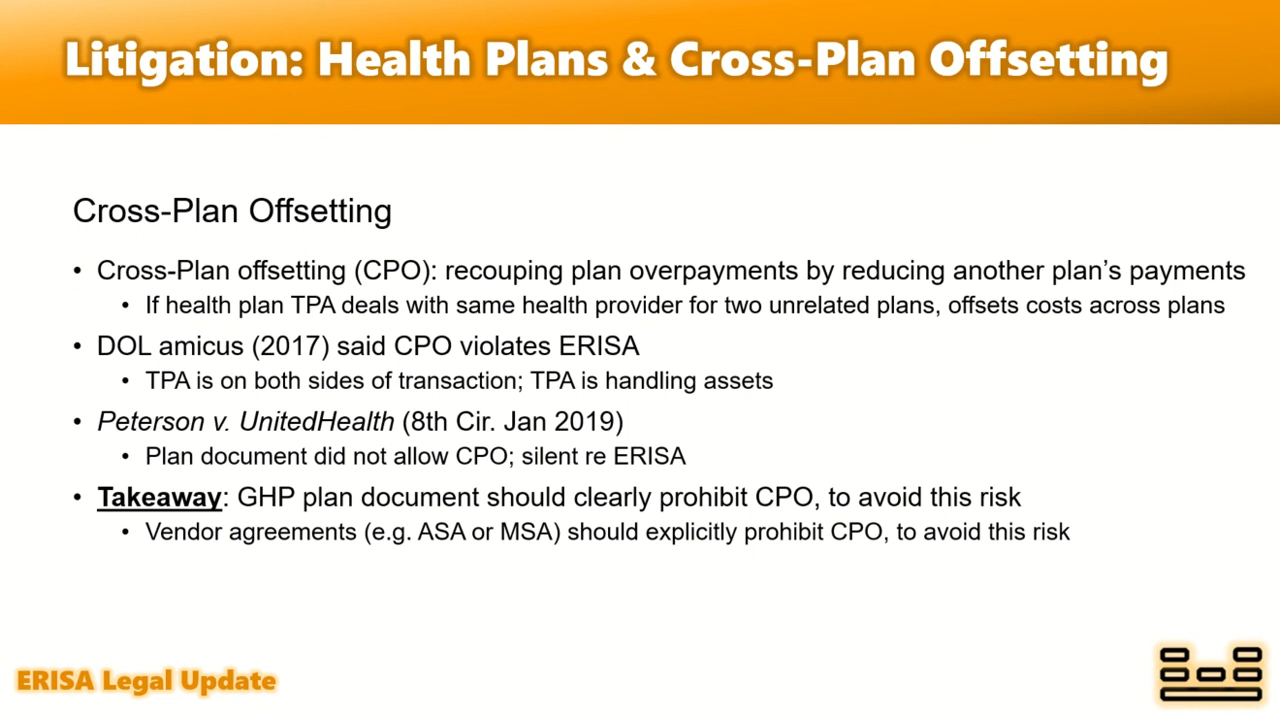 Litigation: Health Plans & Cross-Plan Offsetting
Cross-Plan Offsetting
• Cross-Plan offsetting (CPO): recouping plan overpayments by reducing another plan’s payments
• If health plan TPA deals with same health provider for two unrelated plans, offsets costs across plans
• DOL amicus (2017) said CPO violates ERISA
• TPA is on both sides of transaction; TPA is handling assets
• Peterson v. UnitedHealth (8th Cir. Jan 2019)
• Plan document did not allow CPO; silent re ERISA
• Takeaway: GHP plan document should clearly prohibit CPO, to avoid this risk
• Vendor agreements (e.g. ASA or MSA) should explicitly prohibit CPO, to avoid this risk
ERISA Legal Update